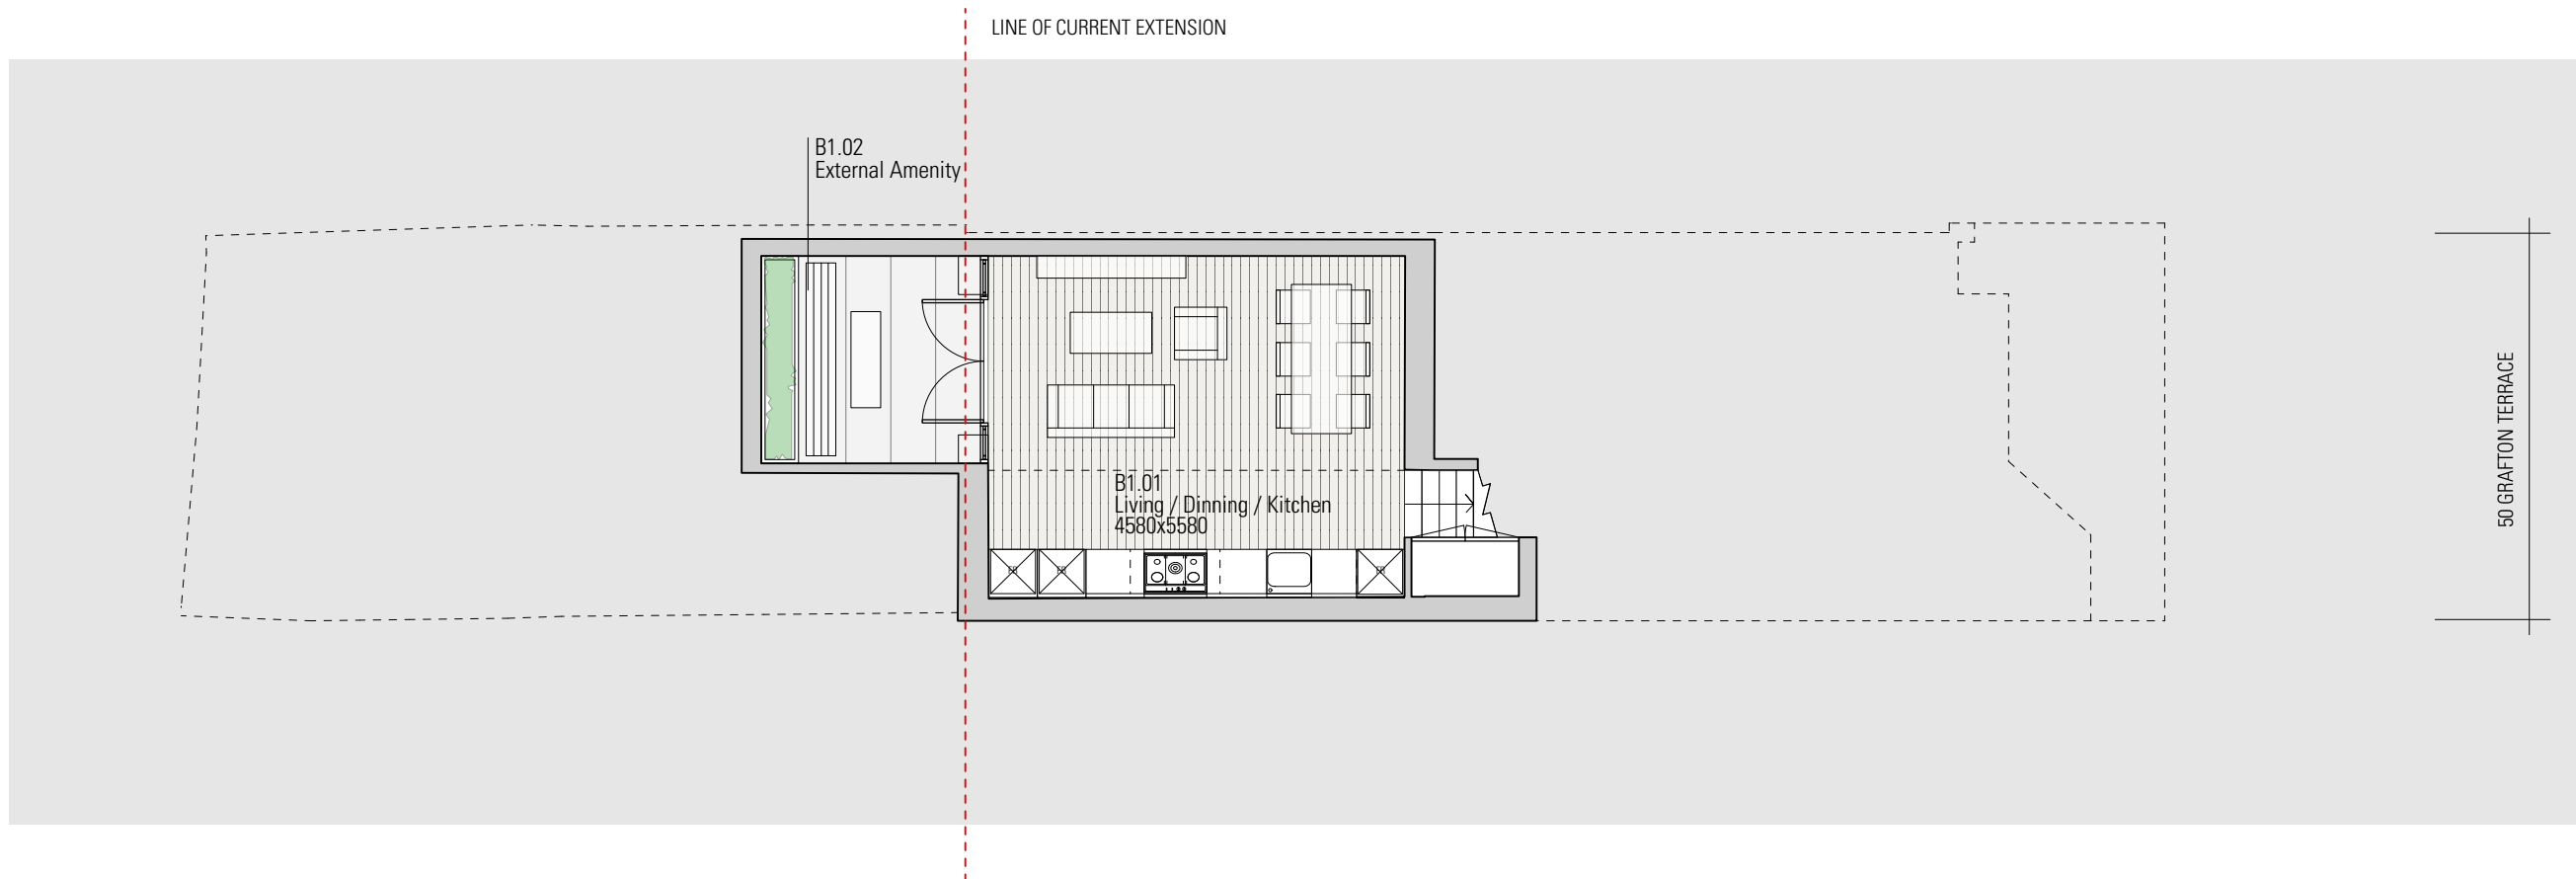 LINE OF CURRENT EXTENSION
B1.02
External Amenity
B1.01
Living / Dinning / Kitchen
4580x5580
50 GRAFTON TERRACE